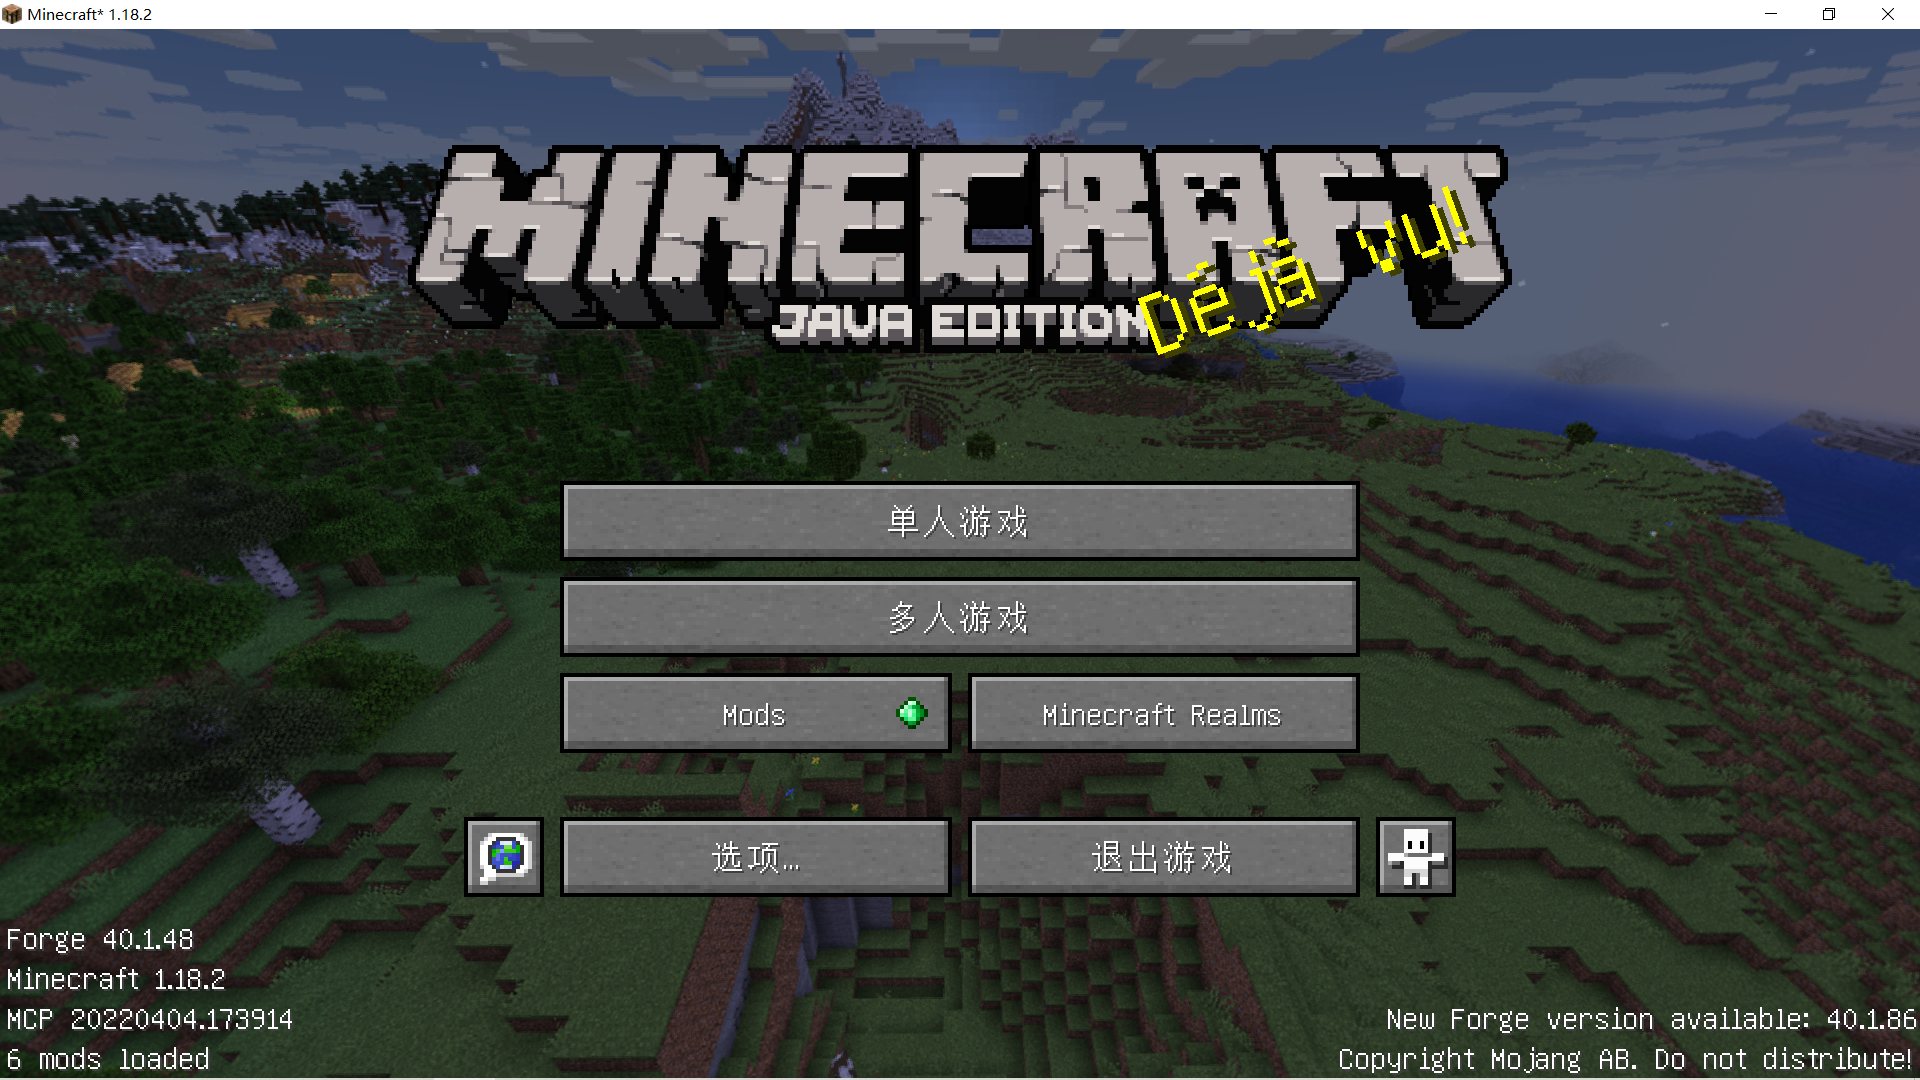 Minecraft* 1.18.2
MINECRAFT
JAVA EDITION
Déjà vu!
单人游戏
多人游戏
Mods
Minecraft Realms
选项...
退出游戏
Forge 40.1.48
Minecraft 1.18.2
MCP 20220404.173914
6 mods loaded
New Forge version available: 40.1.86
Copyright Mojang AB. Do not distribute!